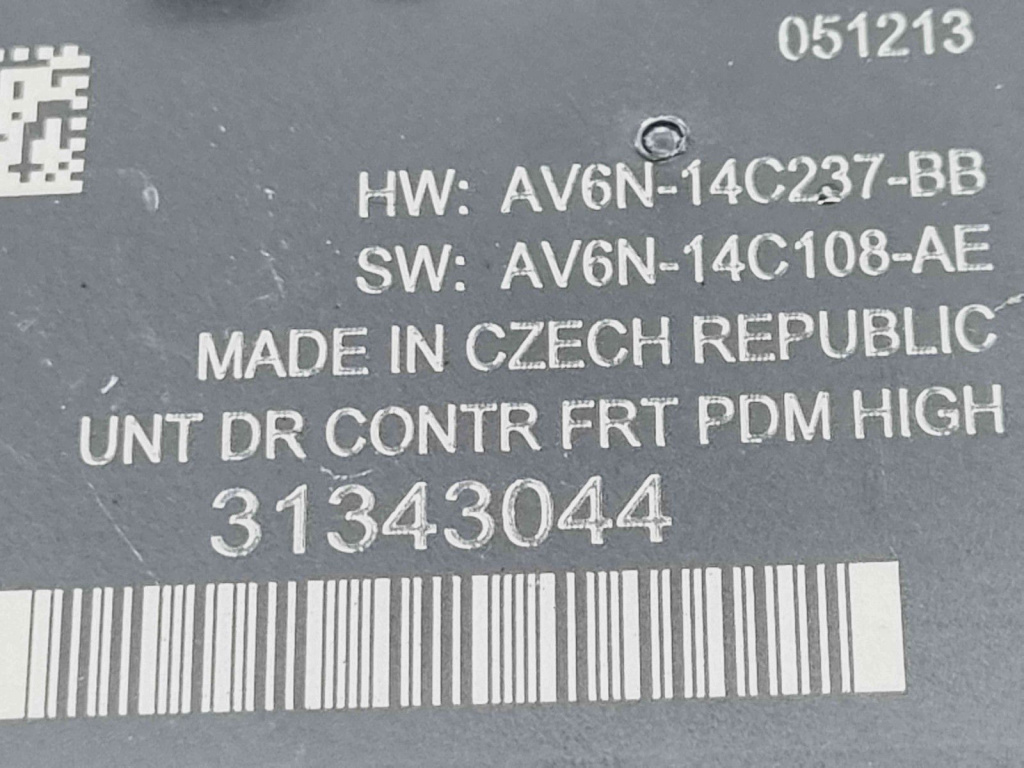 051213
HW: AV6N-14C237-BB
SW: AV6N-14C108-AE
MADE IN CZECH REPUBLIC
UNT DR CONTR FRT PDM HIGH
31343044